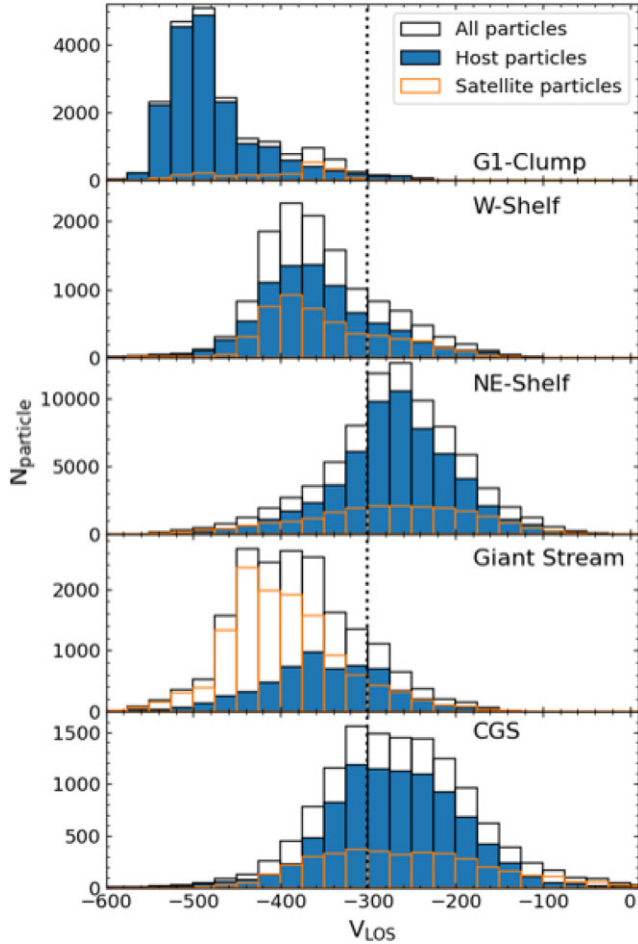 All particles
Host particles
Satellite particles
4000
2000
0
G1-Clump
W-Shelf
2000
1000
0
NE-Shelf
10000
5000
0
N_particle
Giant Stream
2000
1000
0
CGS
1500
1000
500
0
−600 −500 −400 −300 −200 −100 0
V_LOS